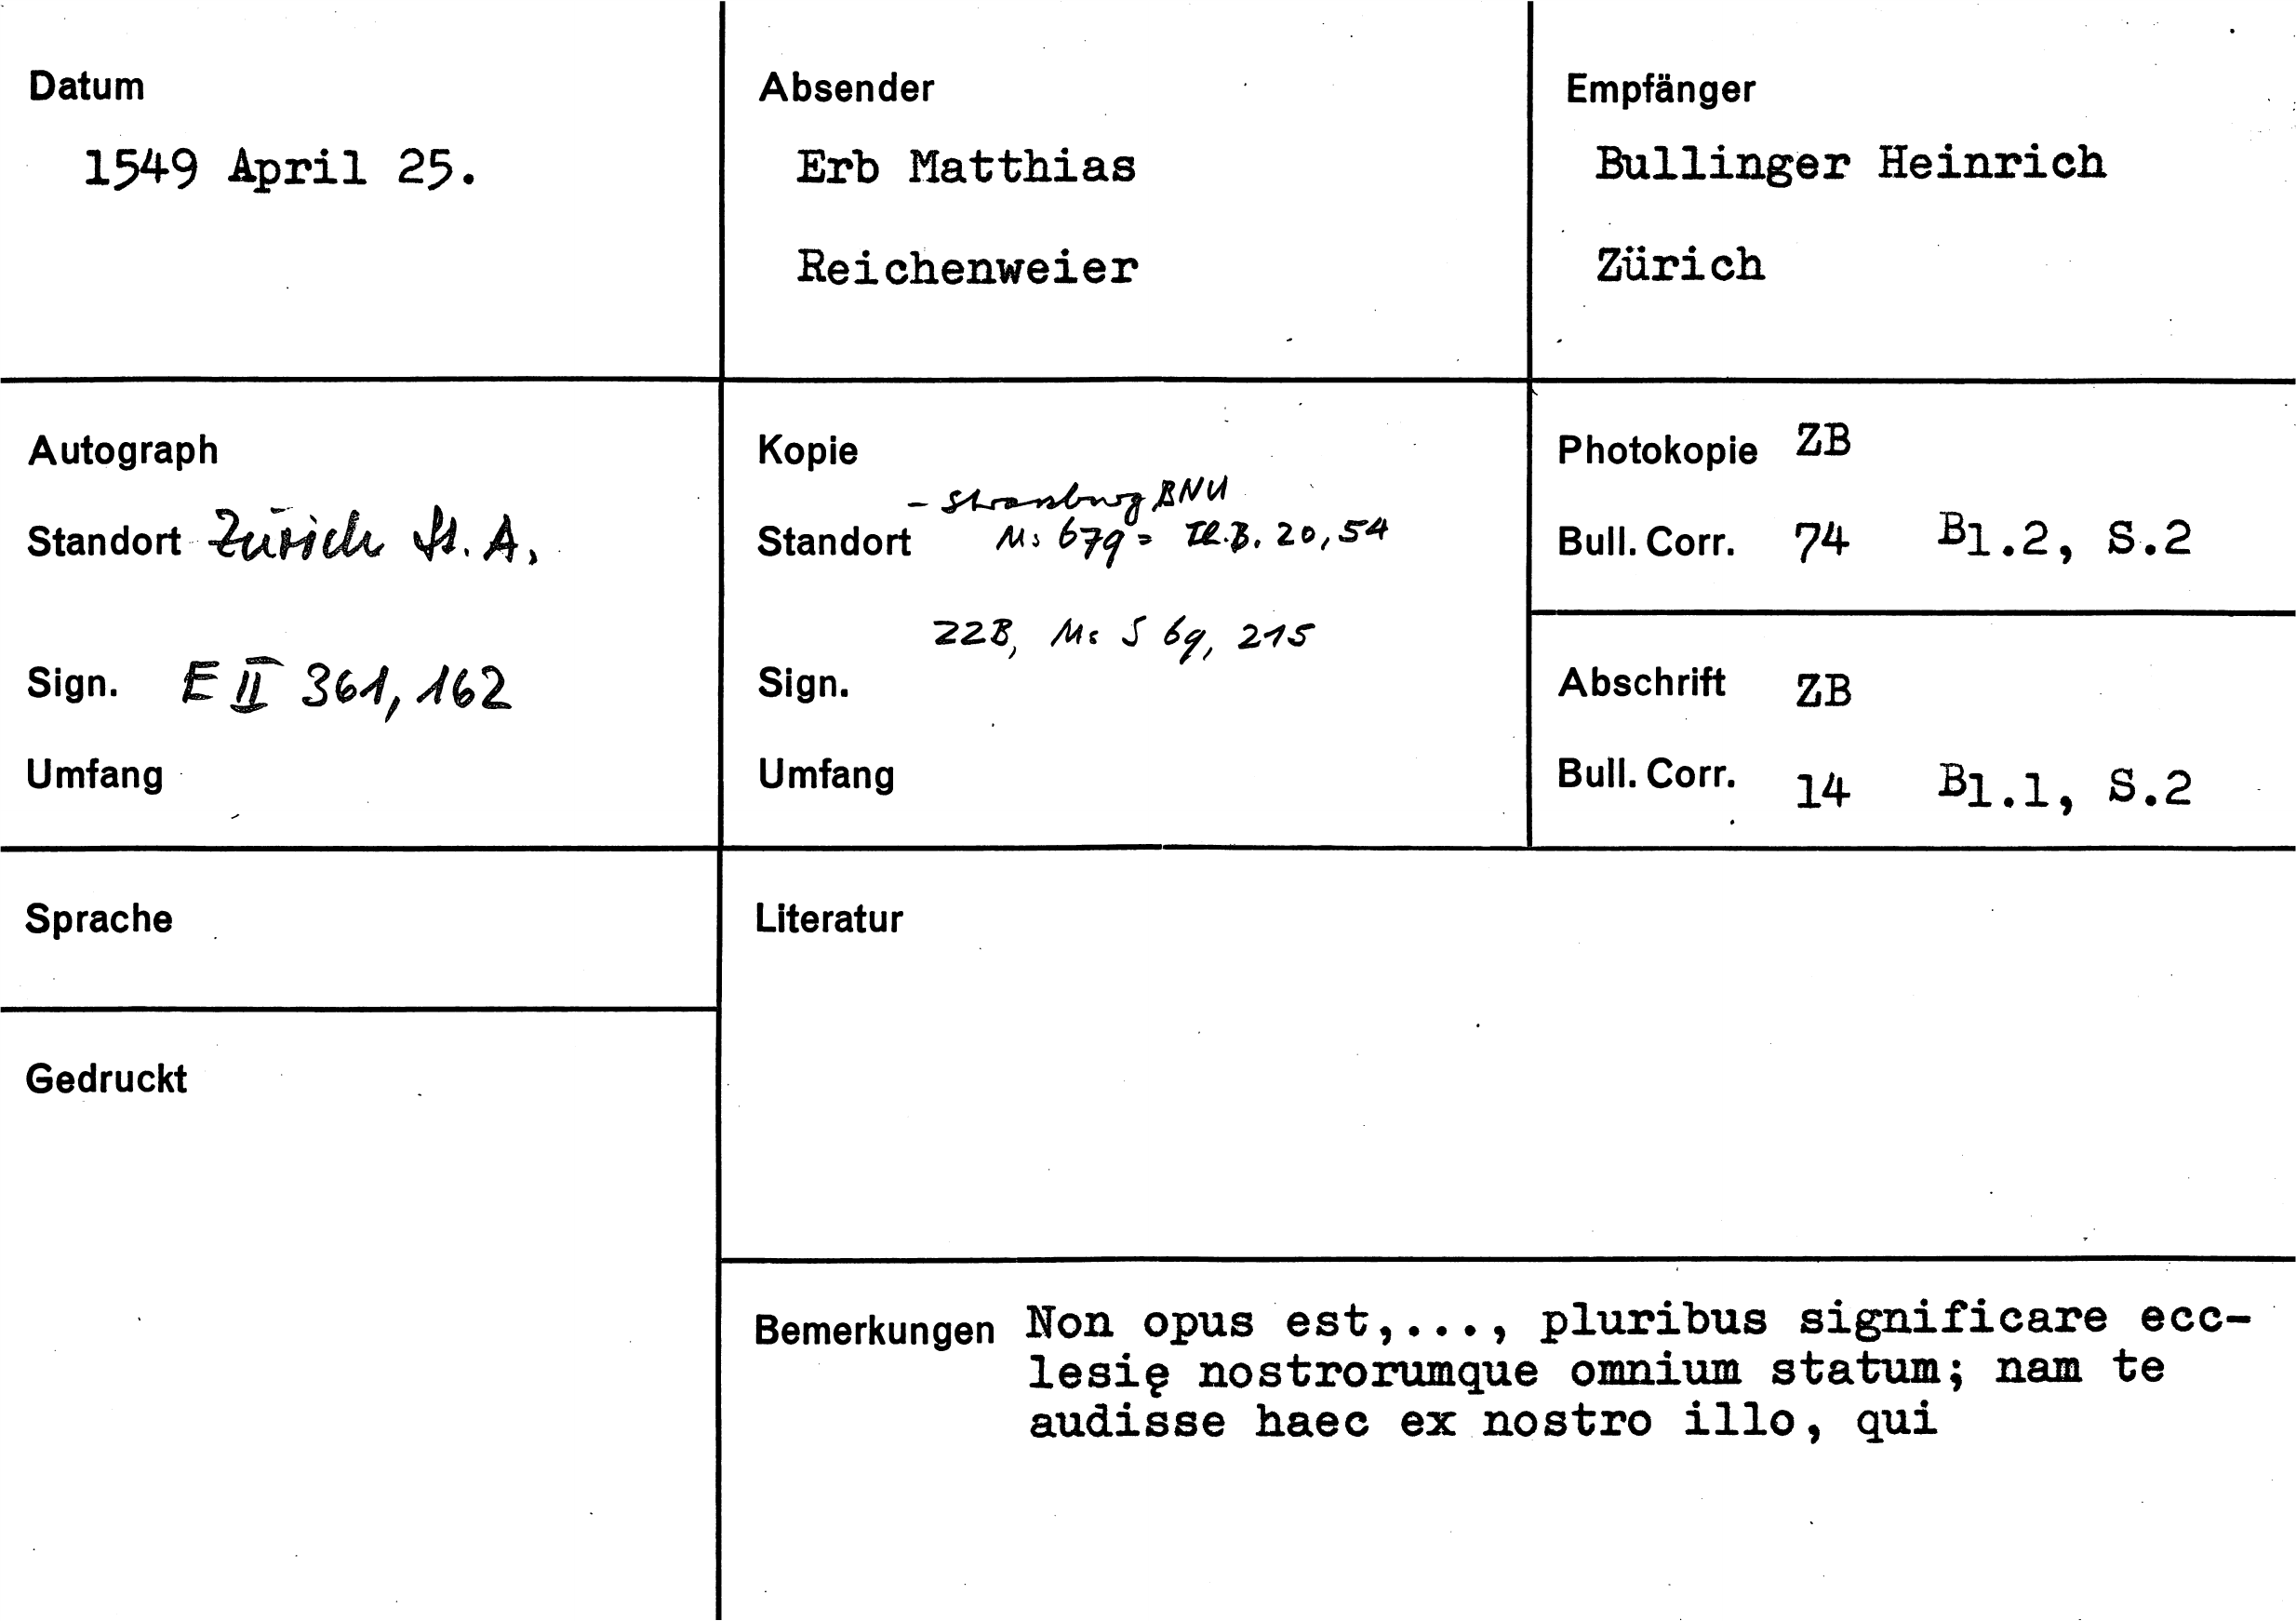 Datum
1549 April 25.
Absender
Erb Matthias
Reichenweier
Empfänger
Bullinger Heinrich
Zürich
Autograph
Standort Zürich St. A.
Sign. E II 361, 162
Umfang
Kopie
- Strassburg BNU
Standort Ms 679 = Th.B. 20, 54
ZZB, Ms S 69, 215
Sign.
Umfang
Photokopie ZB
Bull. Corr. 74 Bl.2, S.2
Abschrift ZB
Bull. Corr. 14 Bl.1, S.2
Sprache
Gedruckt
Literatur
Bemerkungen Non opus est,..., pluribus significare ecc-
lesię nostrorumque omnium statum; nam te
audisse haec ex nostro illo, qui